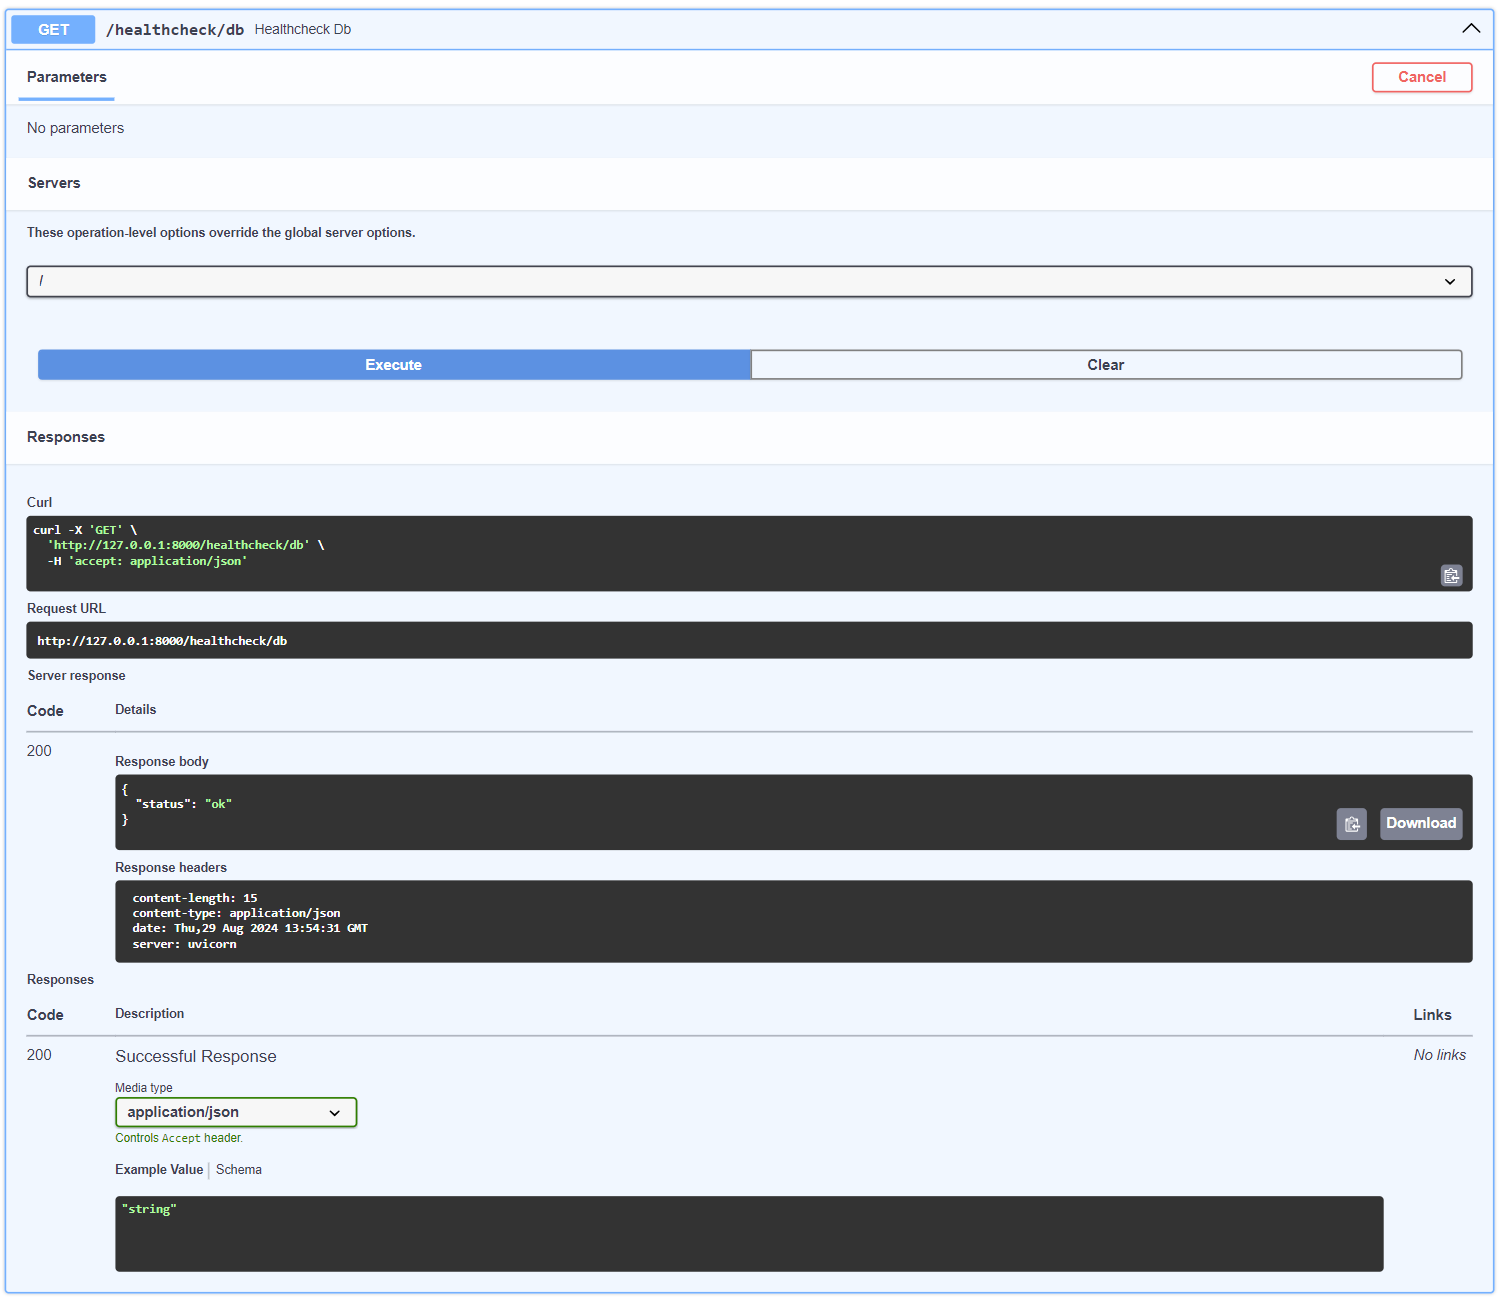 GET /healthcheck/db Healthcheck Db
Parameters Cancel
No parameters
Servers
These operation-level options override the global server options.
/
Execute Clear
Responses
Curl
curl -X 'GET' \
'http://127.0.0.1:8000/healthcheck/db' \
-H 'accept: application/json'
Request URL
http://127.0.0.1:8000/healthcheck/db
Server response
Code Details
200
Response body
{
"status": "ok"
}
Download
Response headers
content-length: 15
content-type: application/json
date: Thu,29 Aug 2024 13:54:31 GMT
server: uvicorn
Responses
Code Description Links
200 Successful Response No links
Media type
application/json
Controls Accept header.
Example Value Schema
"string"